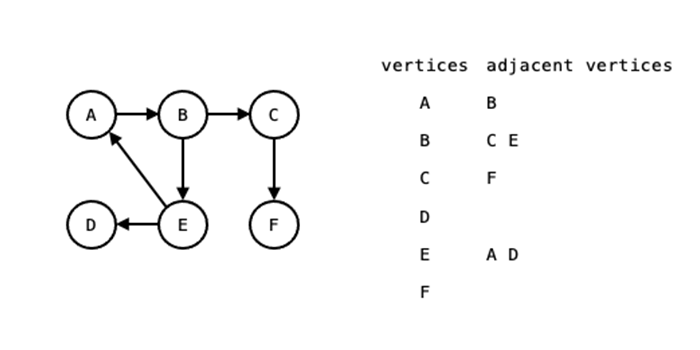 A B C
D E F
vertices adjacent vertices
A B
B C E
C F
D
E A D
F